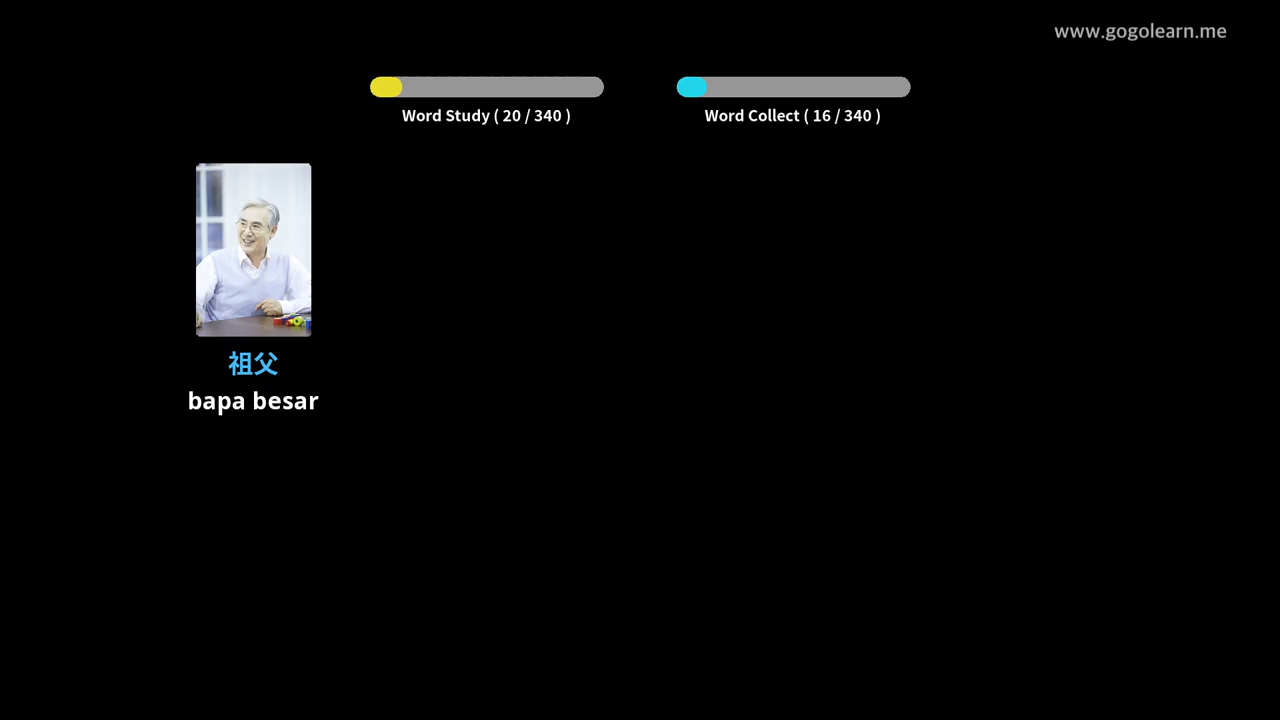 www.gogolearn.me
Word Study ( 20 / 340 )
Word Collect ( 16 / 340 )
祖父
bapa besar